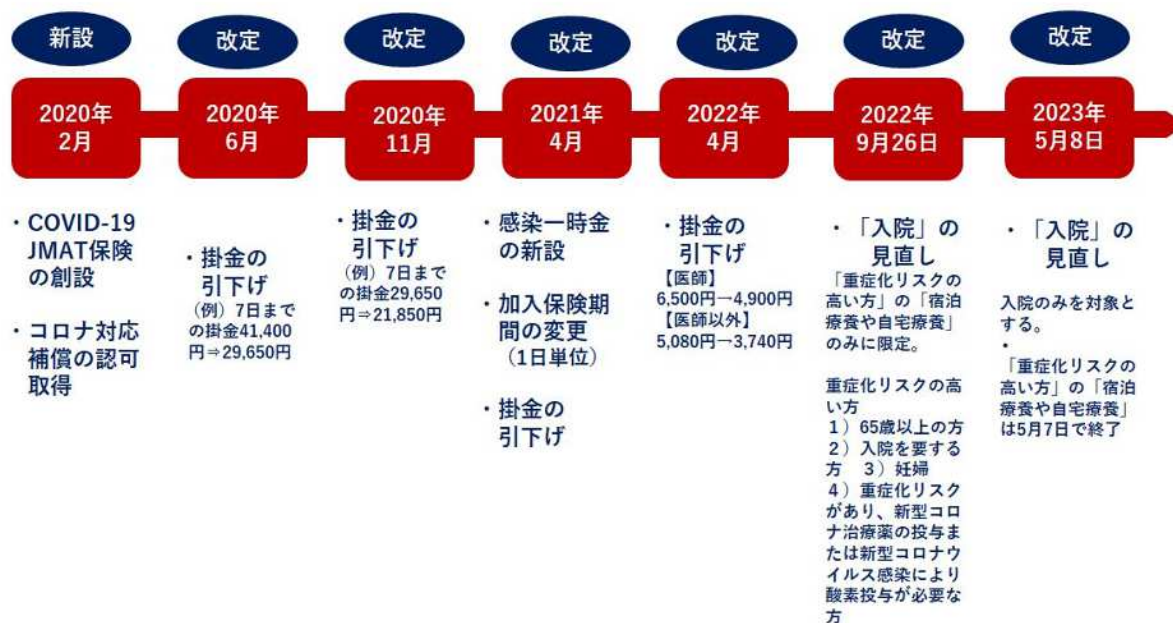 新設
2020年
2月
・COVID-19
JMAT保険
の創設
・コロナ対応
補償の認可
取得
改定
2020年
6月
・掛金の
引下げ
（例）7日まで
の掛金41,400
円⇒29,650円
改定
2020年
11月
・掛金の
引下げ
（例）7日まで
の掛金29,650
円⇒21,850円
改定
2021年
4月
・感染一時金
の新設
・加入保険期
間の変更
（1日単位）
・掛金の
引下げ
改定
2022年
4月
・掛金の
引下げ
【医師】
6,500円→4,900円
【医師以外】
5,080円→3,740円
改定
2022年
9月26日
・「入院」の
見直し
「重症化リスクの
高い方」の「宿泊
療養や自宅療養」
のみに限定。
重症化リスクの高
い方
１）65歳以上の方
２）入院を要する
方　３）妊婦
４）重症化リスク
があり、新型コロ
ナ治療薬の投与ま
たは新型コロナウ
イルス感染により
酸素投与が必要な
方
改定
2023年
5月8日
・「入院」の
見直し
入院のみを対象と
する。
・
「重症化リスクの
高い方」の「宿泊
療養や自宅療養」
は5月7日で終了